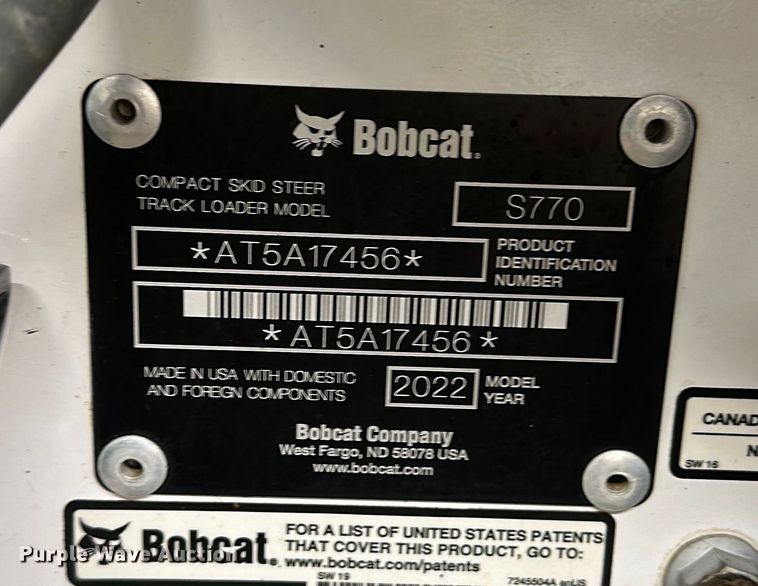 Bobcat.
COMPACT SKID STEER
TRACK LOADER MODEL
S770
*AT5A17456*
PRODUCT
IDENTIFICATION
NUMBER
*AT5A17456*
MADE IN USA WITH DOMESTIC
AND FOREIGN COMPONENTS
2022
MODEL
YEAR
Bobcat Company
West Fargo, ND 58078 USA
www.bobcat.com
CANAD
N
SW 16
Bobcat.
FOR A LIST OF UNITED STATES PATENTS
THAT COVER THIS PRODUCT, GO TO:
www.bobcat.com/patents
SW 19
7245504A enUS
Purple Wave Auction